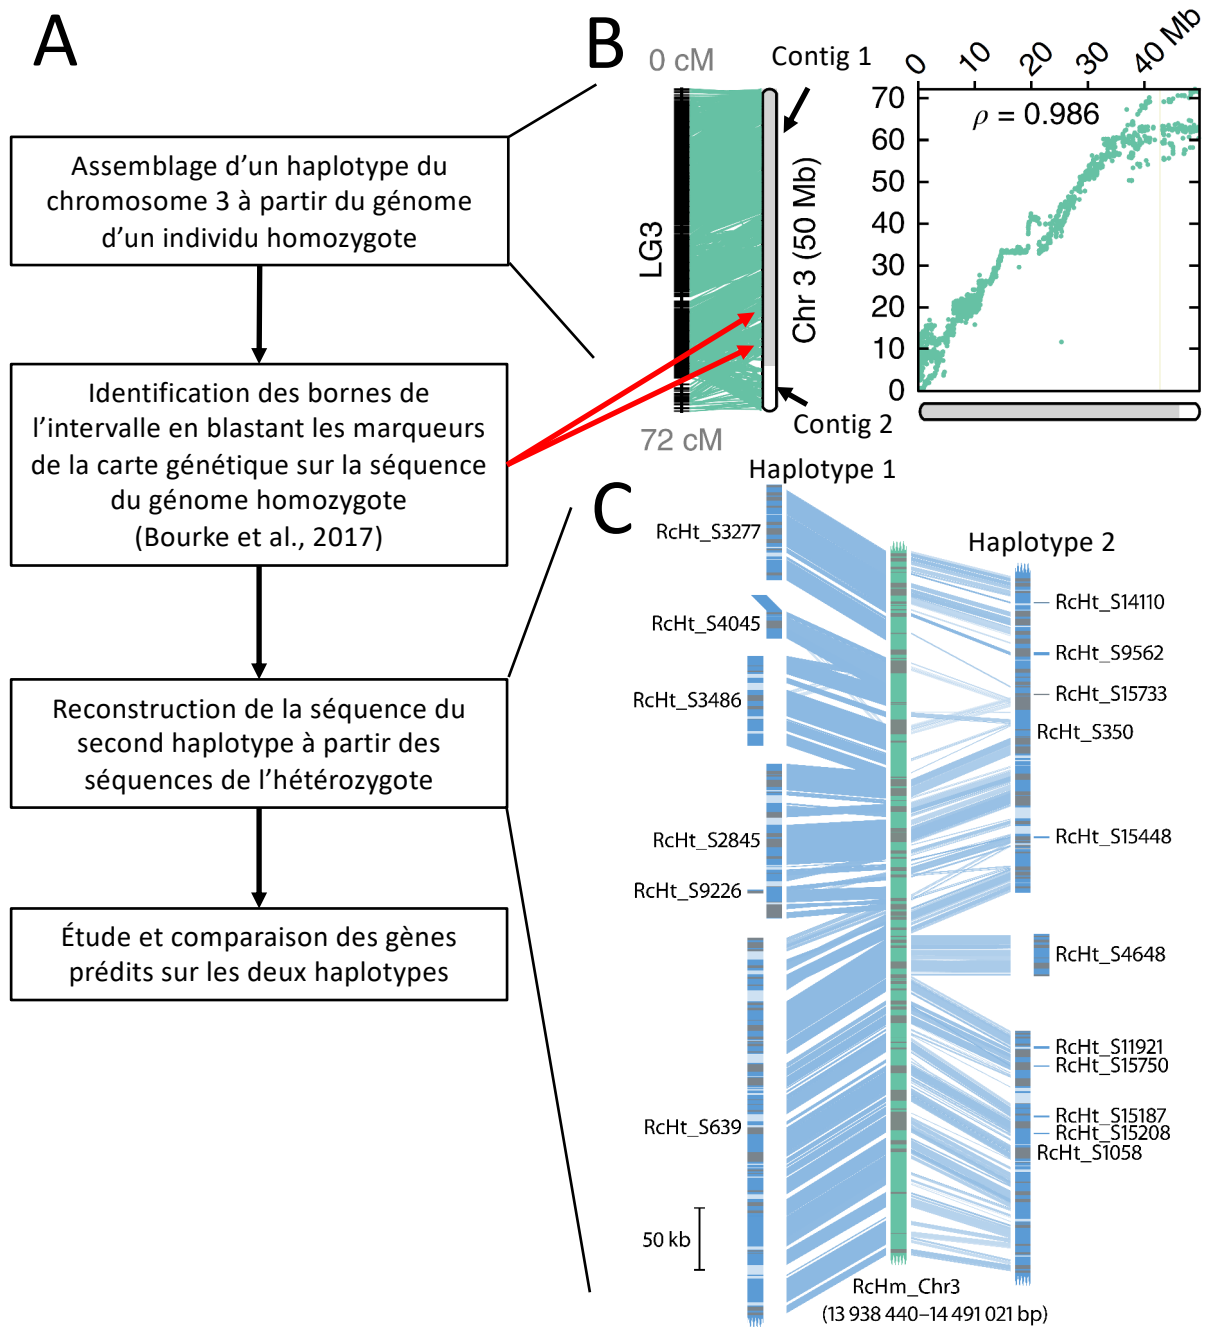 A
Assemblage d’un haplotype du
chromosome 3 à partir du génome
d’un individu homozygote
Identification des bornes de
l’intervalle en blastant les marqueurs
de la carte génétique sur la séquence
du génome homozygote
(Bourke et al., 2017)
Reconstruction de la séquence du
second haplotype à partir des
séquences de l’hétérozygote
Étude et comparaison des gènes
prédits sur les deux haplotypes
B
0 cM
Contig 1
LG3
Chr 3 (50 Mb)
72 cM
Contig 2
0 10 20 30 40 Mb
ρ = 0.986
70
60
50
40
30
20
10
0
C
Haplotype 1
RcHt_S3277
RcHt_S4045
RcHt_S3486
RcHt_S2845
RcHt_S9226
RcHt_S639
50 kb
Haplotype 2
RcHt_S14110
RcHt_S9562
RcHt_S15733
RcHt_S350
RcHt_S15448
RcHt_S4648
RcHt_S11921
RcHt_S15750
RcHt_S15187
RcHt_S15208
RcHt_S1058
RcHm_Chr3
(13 938 440–14 491 021 bp)